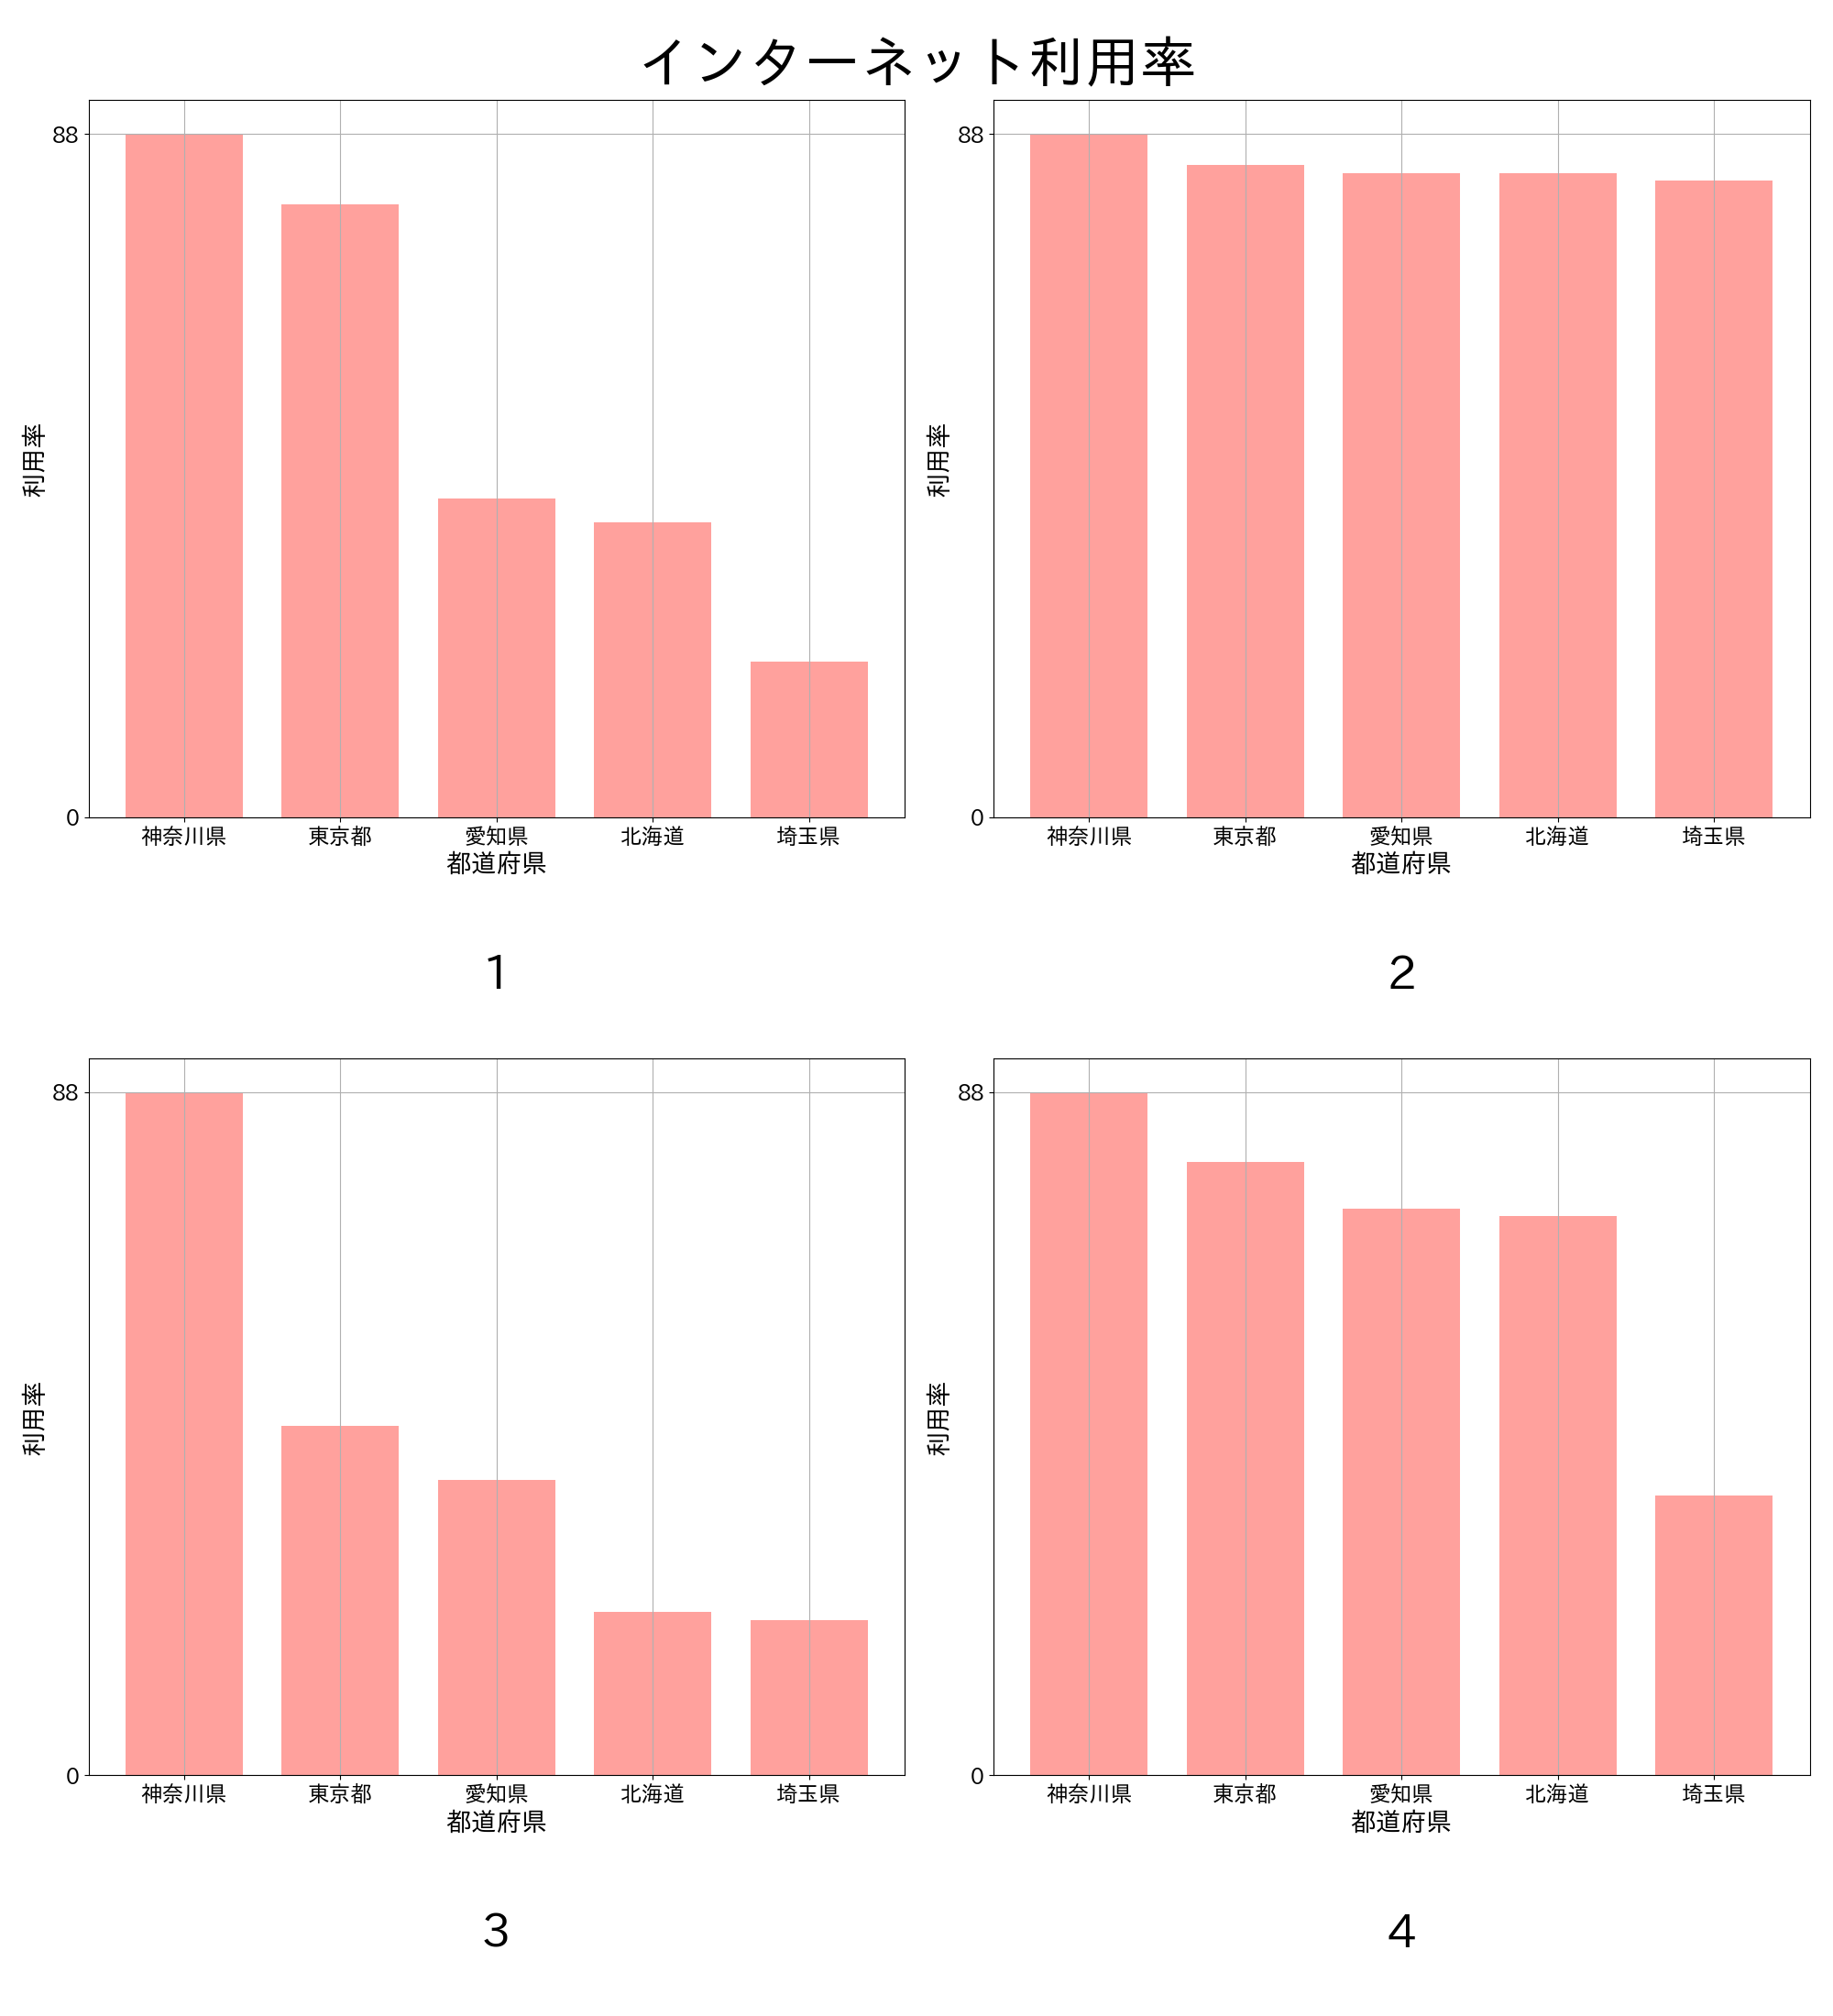 インターネット利用率
88
0
利用率
神奈川県 東京都 愛知県 北海道 埼玉県
都道府県
1
88
0
利用率
神奈川県 東京都 愛知県 北海道 埼玉県
都道府県
2
88
0
利用率
神奈川県 東京都 愛知県 北海道 埼玉県
都道府県
3
88
0
利用率
神奈川県 東京都 愛知県 北海道 埼玉県
都道府県
4